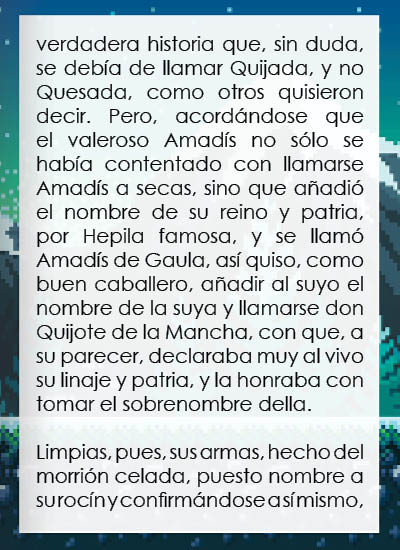 verdadera historia que, sin duda,
se debía de llamar Quijada, y no
Quesada, como otros quisieron
decir. Pero, acordándose que
el valeroso Amadís no sólo se
había contentado con llamarse
Amadís a secas, sino que añadió
el nombre de su reino y patria,
por Hepila famosa, y se llamó
Amadís de Gaula, así quiso, como
buen caballero, añadir al suyo el
nombre de la suya y llamarse don
Quijote de la Mancha, con que, a
su parecer, declaraba muy al vivo
su linaje y patria, y la honraba con
tomar el sobrenombre della.

Limpias, pues, sus armas, hecho del
morrión celada, puesto nombre a
su rocín y confirmándose a sí mismo,